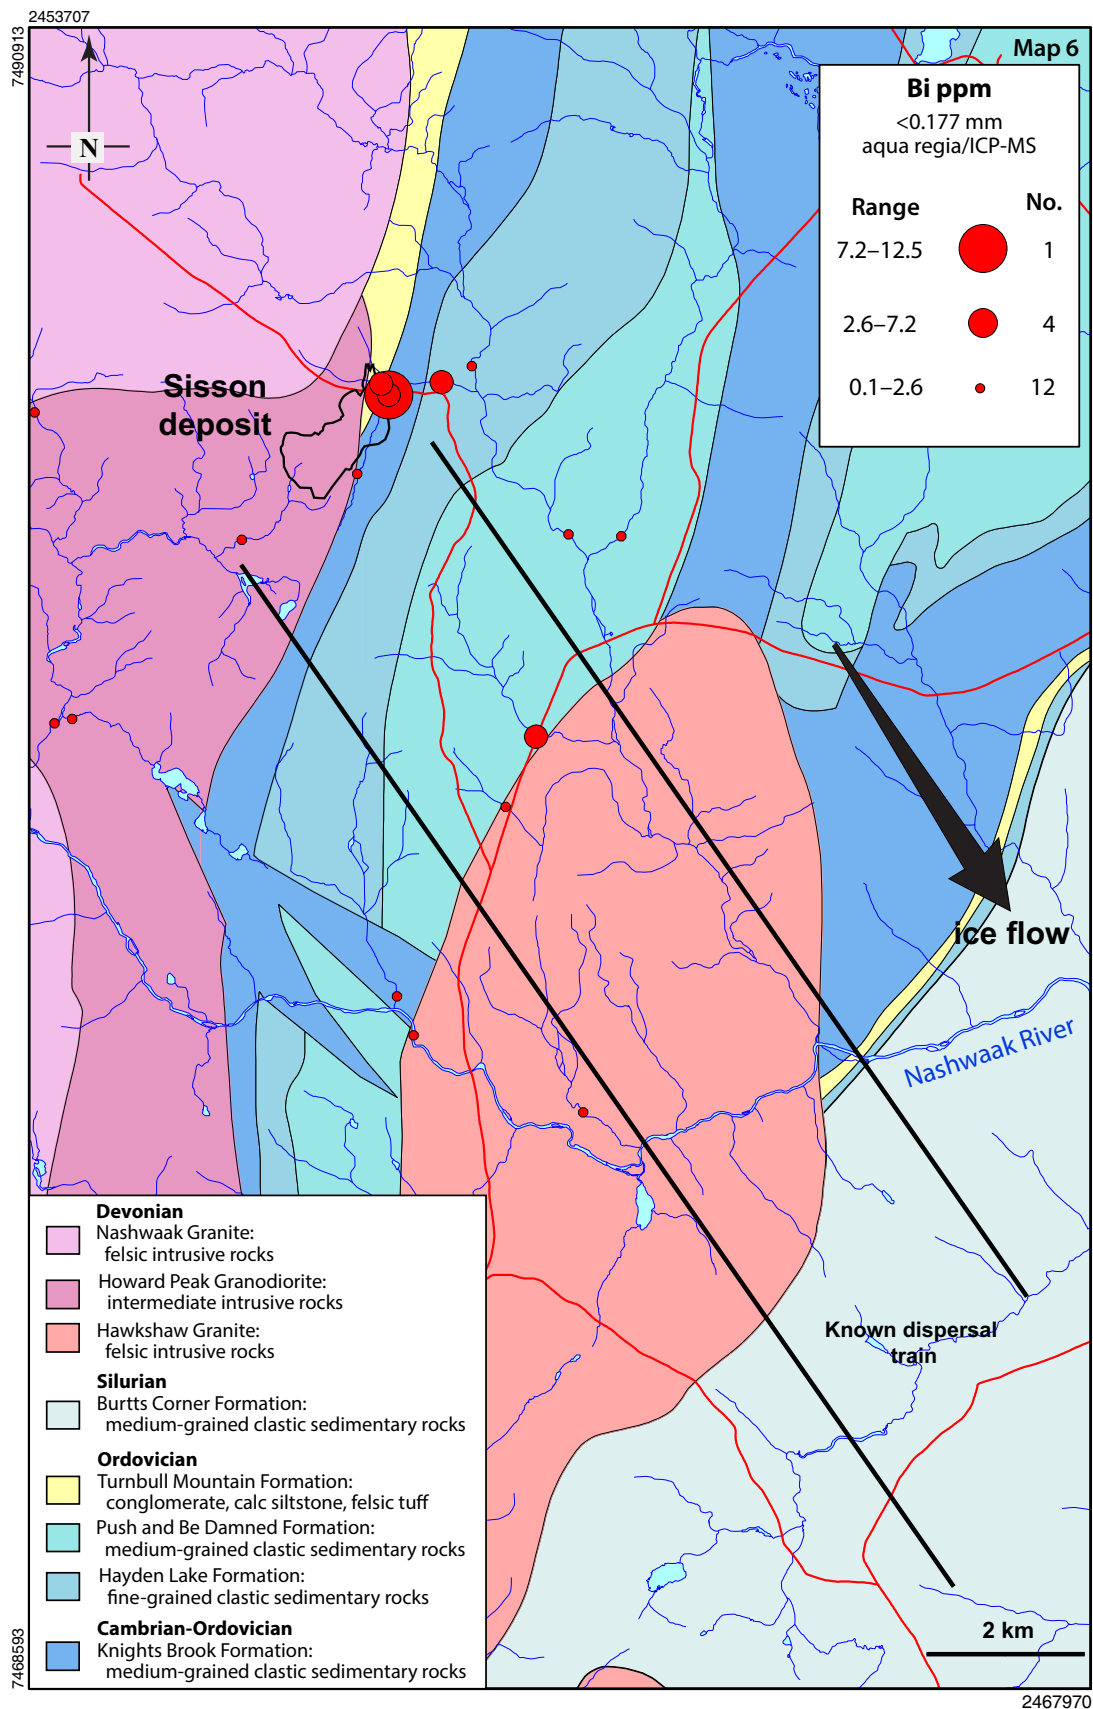 2453707
7490913
Map 6
Bi ppm
<0.177 mm
aqua regia/ICP-MS
Range No.
7.2–12.5 1
2.6–7.2 4
0.1–2.6 12
N
Sisson
deposit
ice flow
Nashwaak River
Known dispersal
train
Devonian
Nashwaak Granite:
felsic intrusive rocks
Howard Peak Granodiorite:
intermediate intrusive rocks
Hawkshaw Granite:
felsic intrusive rocks
Silurian
Burtts Corner Formation:
medium-grained clastic sedimentary rocks
Ordovician
Turnbull Mountain Formation:
conglomerate, calc siltstone, felsic tuff
Push and Be Damned Formation:
medium-grained clastic sedimentary rocks
Hayden Lake Formation:
fine-grained clastic sedimentary rocks
Cambrian-Ordovician
Knights Brook Formation:
medium-grained clastic sedimentary rocks
2 km
7468593
2467970